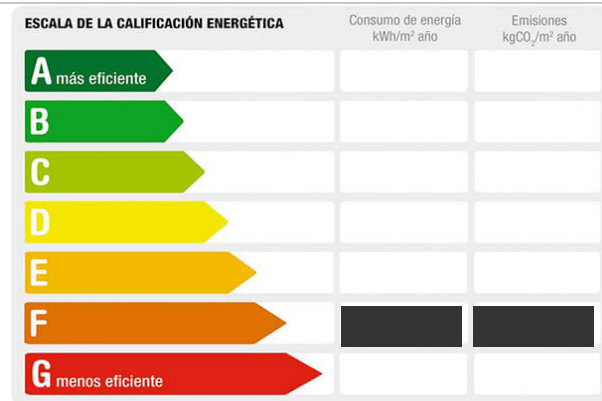 ESCALA DE LA CALIFICACIÓN ENERGÉTICA
Consumo de energía
kWh/m² año
Emisiones
kgCO₂/m² año
A más eficiente
B
C
D
E
F
G menos eficiente